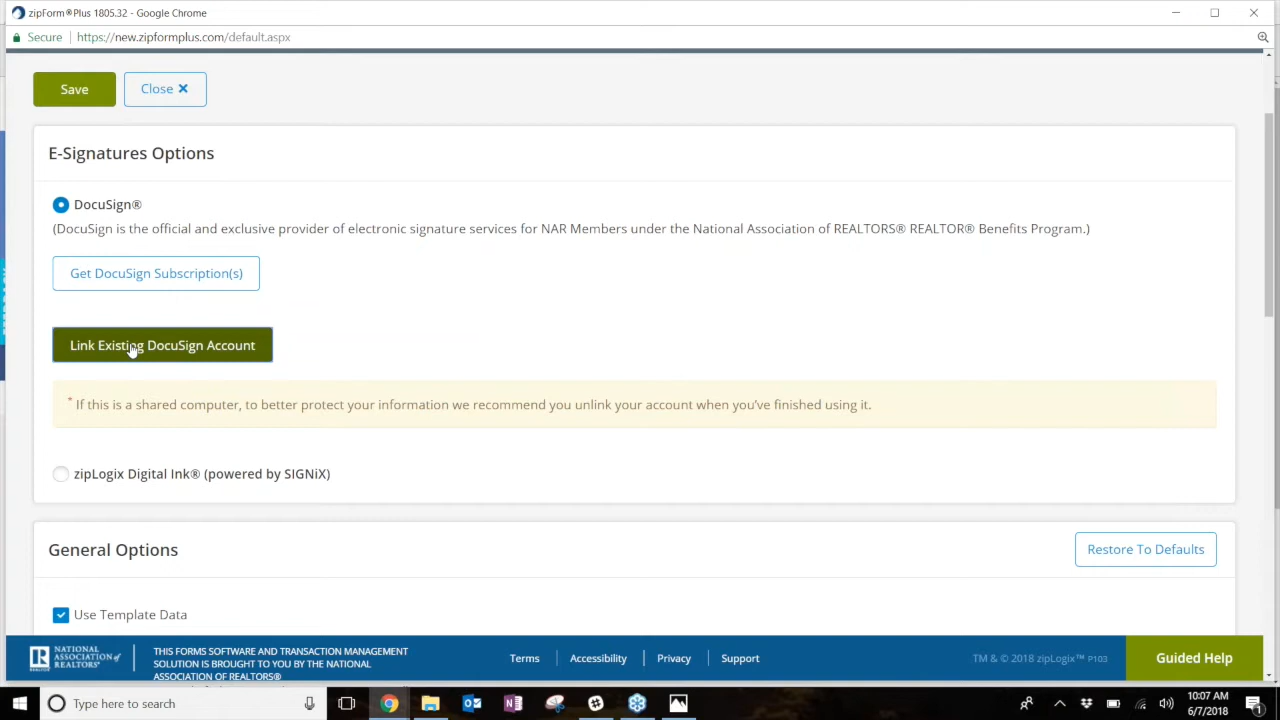 zipForm®Plus 1805.32 - Google Chrome
Secure
https://new.zipformplus.com/default.aspx
Save
Close
E-Signatures Options
DocuSign®
(DocuSign is the official and exclusive provider of electronic signature services for NAR Members under the National Association of REALTORS® REALTOR® Benefits Program.)
Get DocuSign Subscription(s)
Link Existing DocuSign Account
* If this is a shared computer, to better protect your information we recommend you unlink your account when you've finished using it.
zipLogix Digital Ink® (powered by SIGNiX)
General Options
Restore To Defaults
Use Template Data
NATIONAL
ASSOCIATION of
REALTORS®
THIS FORMS SOFTWARE AND TRANSACTION MANAGEMENT
SOLUTION IS BROUGHT TO YOU BY THE NATIONAL
ASSOCIATION OF REALTORS®
Terms
Accessibility
Privacy
Support
TM & © 2018 zipLogix™ P103
Guided Help
Type here to search
10:07 AM
6/7/2018
1